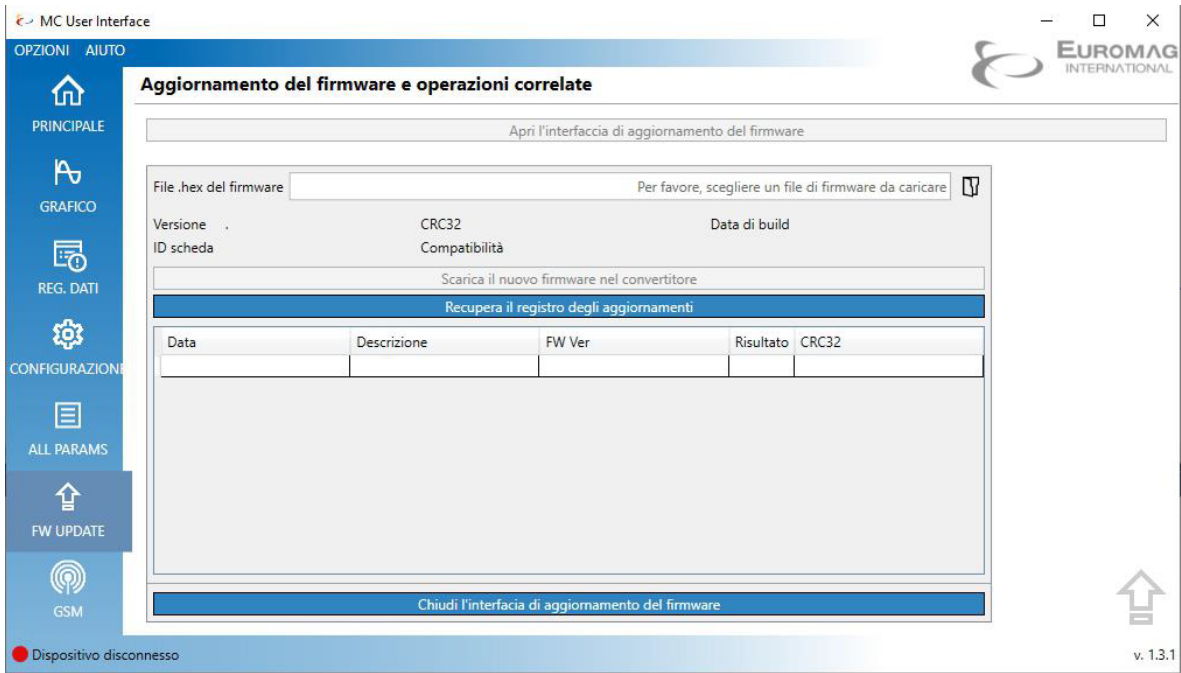 MC User Interface
OPZIONI AIUTO
EUROMAG
INTERNATIONAL
Aggiornamento del firmware e operazioni correlate
PRINCIPALE
Apri l'interfaccia di aggiornamento del firmware
File .hex del firmware Per favore, scegliere un file di firmware da caricare
GRAFICO
Versione . CRC32 Data di build
ID scheda Compatibilità
Scarica il nuovo firmware nel convertitore
REG. DATI
Recupera il registro degli aggiornamenti
Data Descrizione FW Ver Risultato CRC32
CONFIGURAZIONE
ALL PARAMS
FW UPDATE
GSM
Chiudi l'interfacia di aggiornamento del firmware
Dispositivo disconnesso v. 1.3.1